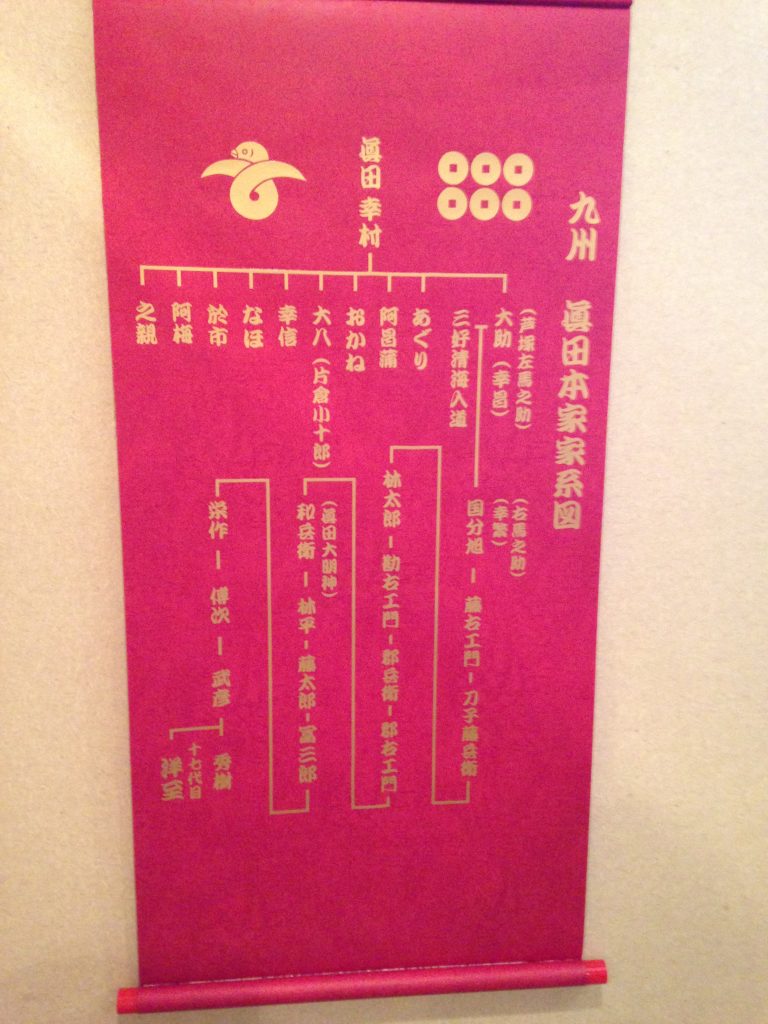 九州 眞田本家家系図
眞田 幸村
(芦塚左馬之助)
大助(幸昌)
三好清海入道
あぐり
阿昌蒲
おかね
大八(片倉小十郎)
幸信
なほ
於市
阿梅
之親
(右馬之助)
(幸繁)
国分旭 ー 藤右エ門ー刀子藤兵衛
林太郎ー勘右エ門ー郡兵衛ー郡右エ門
(眞田大明神)
和兵衛ー林平ー藤太郎ー冨三郎
栄作ー傳次ー武彦
秀樹
十七代目
洋至